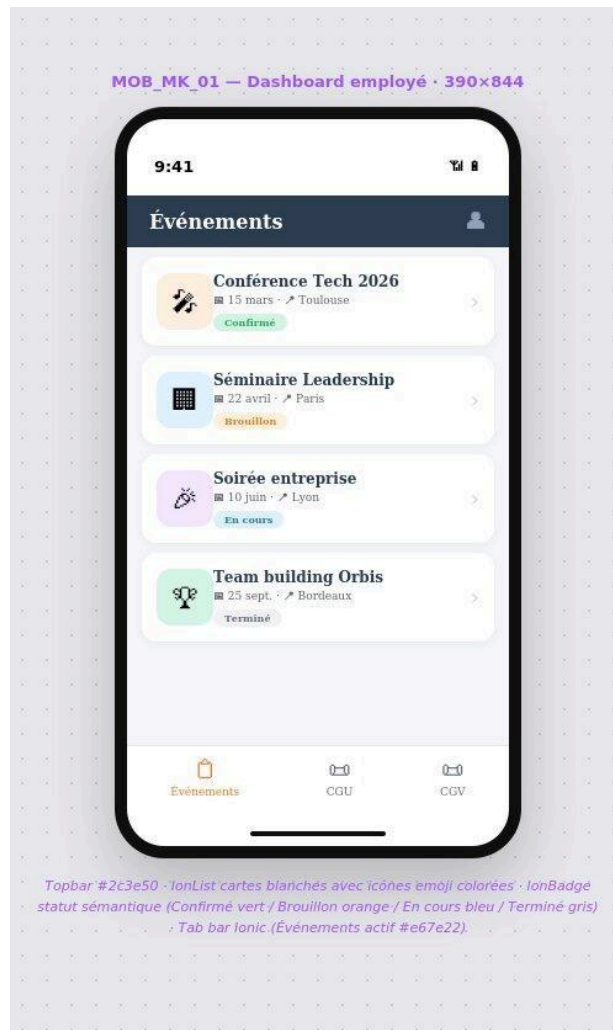 MOB_MK_01 — Dashboard employé · 390×844
9:41
Événements
Conférence Tech 2026
15 mars · Toulouse
Confirmé
Séminaire Leadership
22 avril · Paris
Brouillon
Soirée entreprise
10 juin · Lyon
En cours
Team building Orbis
25 sept. · Bordeaux
Terminé
Événements
CGU
CGV
Topbar #2c3e50 · IonList cartes blanches avec icônes emoji colorées · IonBadge
statut sémantique (Confirmé vert / Brouillon orange / En cours bleu / Terminé gris)
· Tab bar Ionic (Événements actif #e67e22)